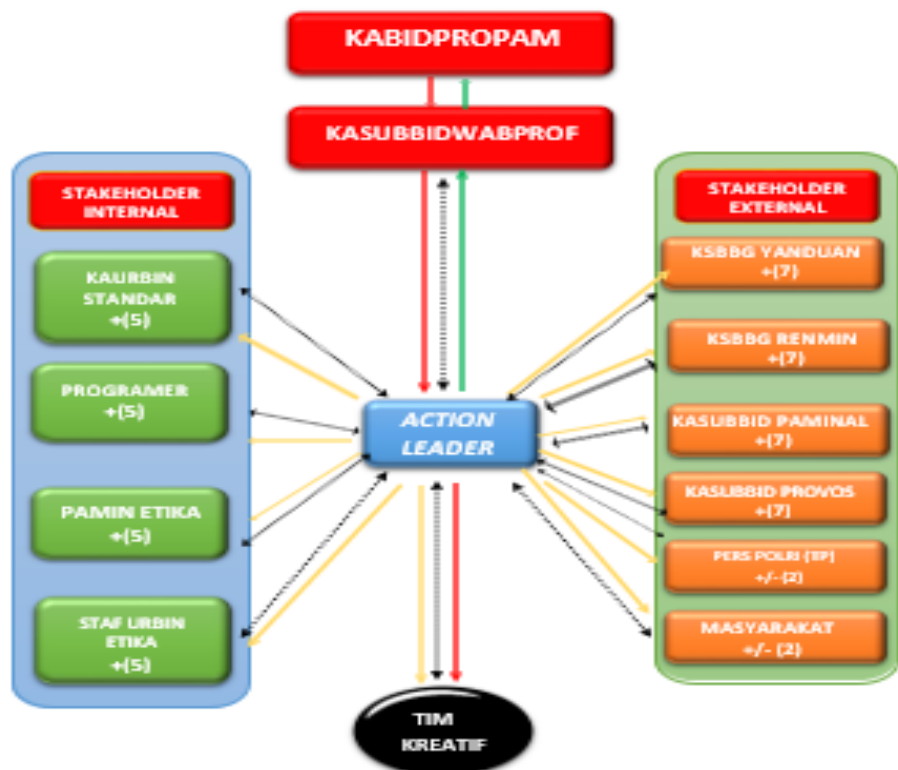 KABIDPROPAM
KASUBBIDWABPROF
STAKEHOLDER
INTERNAL
KAURBIN
STANDAR
+(5)
PROGRAMER
+(5)
PAMIN ETIKA
+(5)
STAF URBIN
ETIKA
+(5)
ACTION
LEADER
TIM
KREATIF
STAKEHOLDER
EXTERNAL
KSBBG YANDUAN
+(7)
KSBBG RENMIN
+(7)
KASUBBID PAMINAL
+(7)
KASUBBID PROVOS
+(7)
PERS POLRI (TP)
+/-(2)
MASYARAKAT
+/- (2)